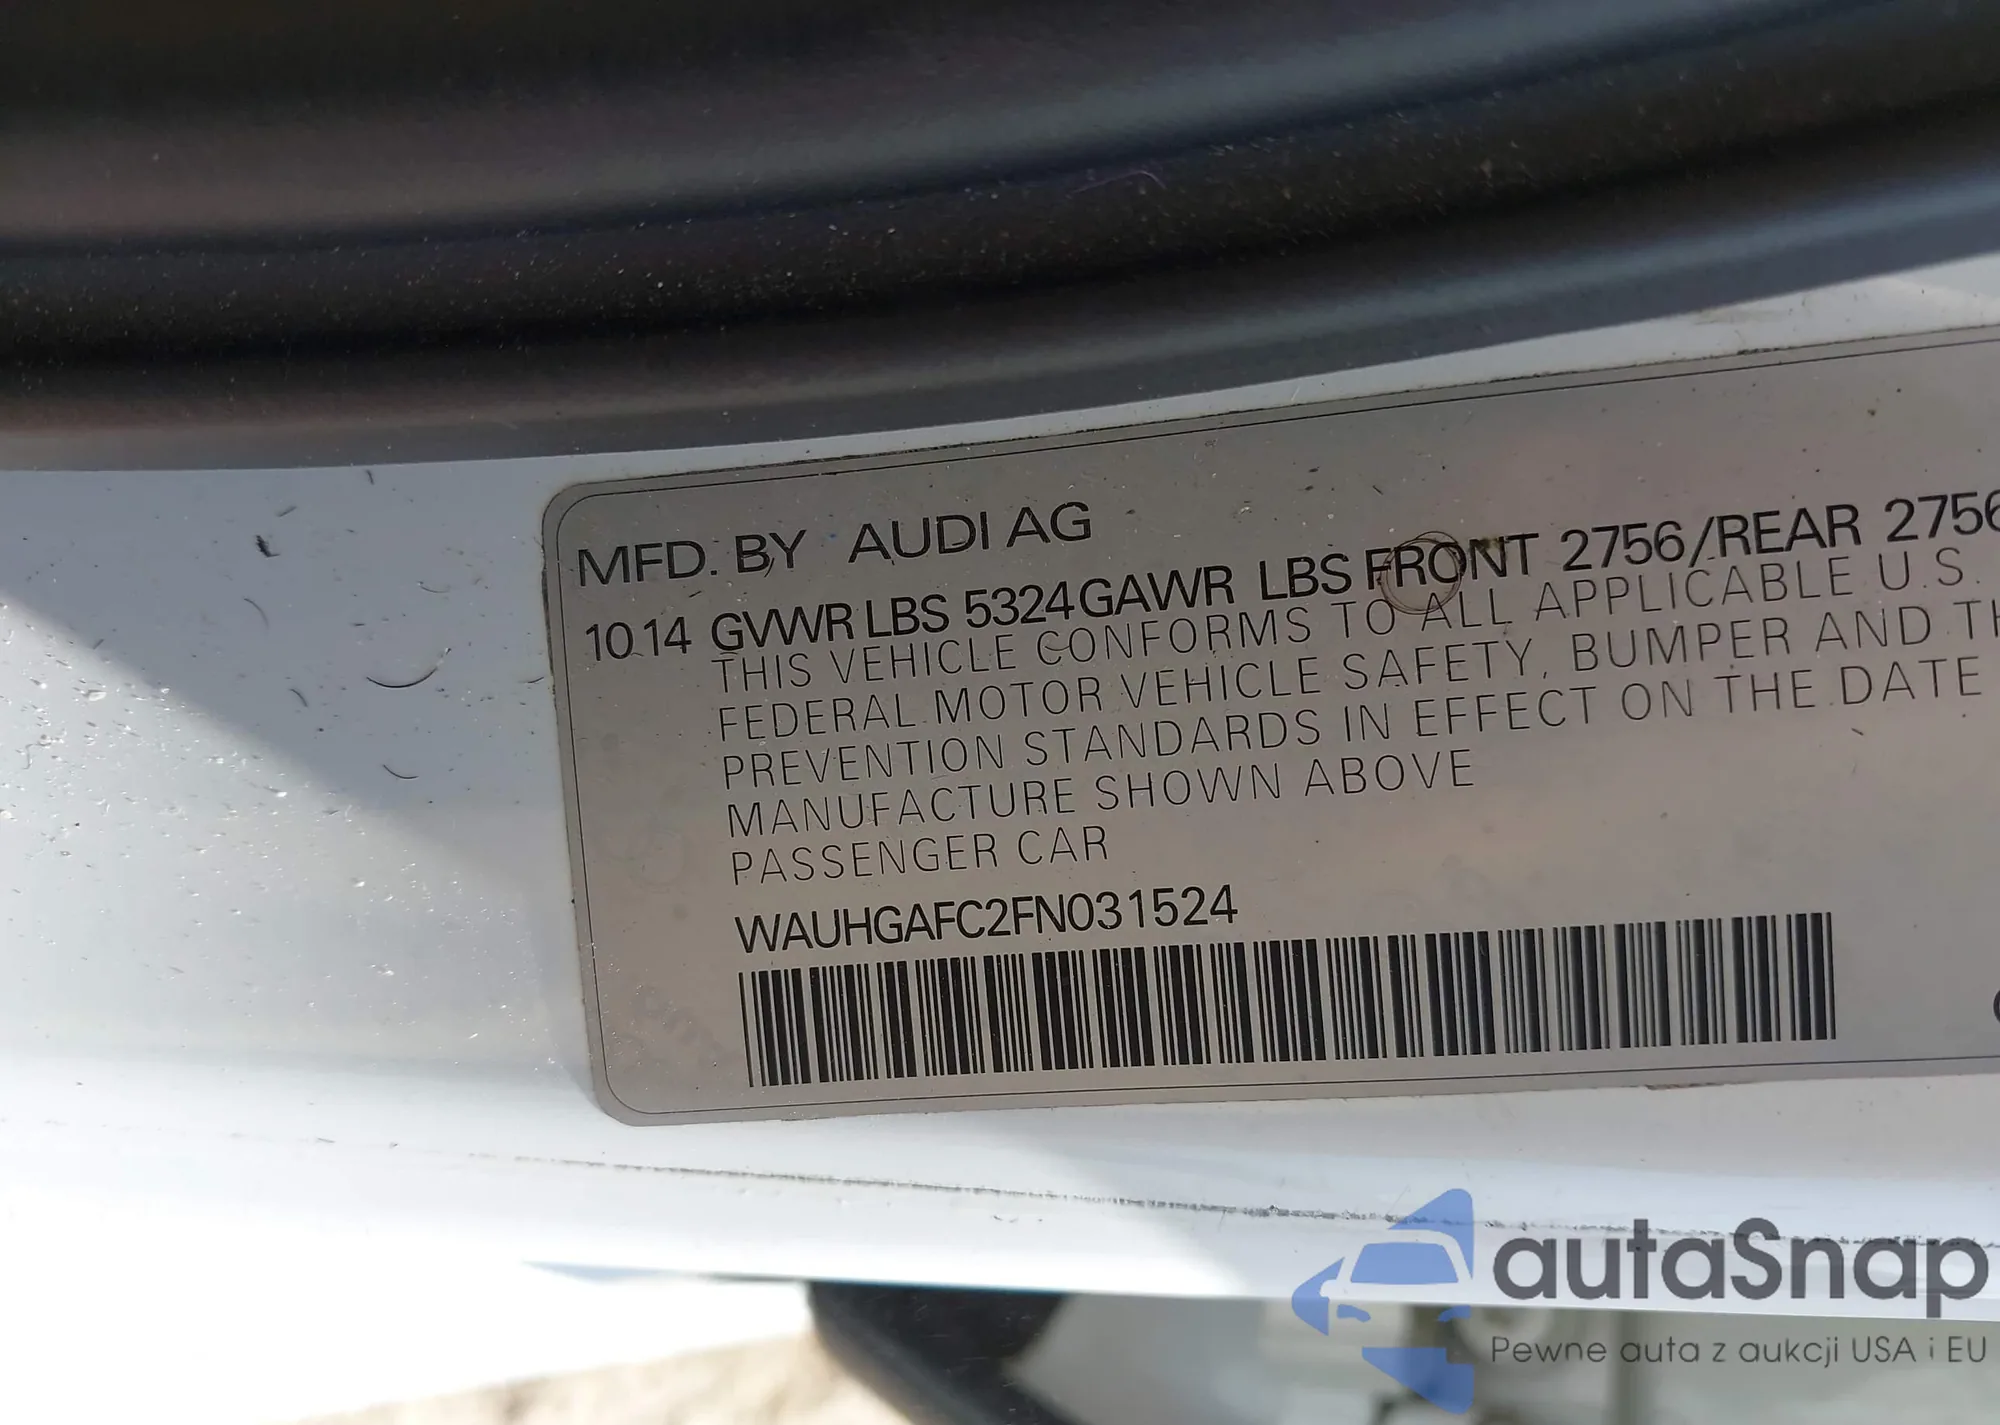 MFD. BY AUDI AG
10.14 GVWR LBS 5324 GAWR LBS FRONT 2756/REAR 2756
THIS VEHICLE CONFORMS TO ALL APPLICABLE U.S.
FEDERAL MOTOR VEHICLE SAFETY, BUMPER AND TH
PREVENTION STANDARDS IN EFFECT ON THE DATE
MANUFACTURE SHOWN ABOVE
PASSENGER CAR
WAUHGAFC2FN031524
autaSnap
Pewne auta z aukcji USA i EU